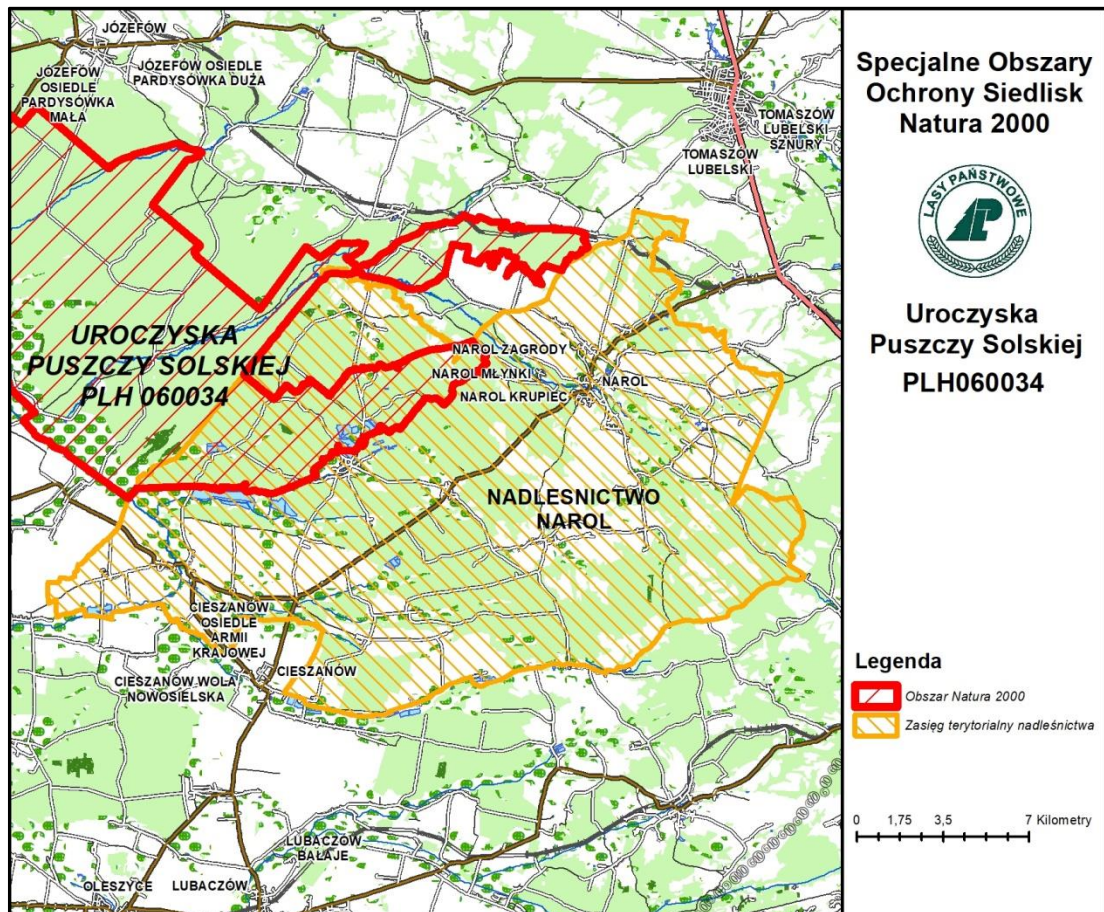 JÓZEFÓW
JÓZEFÓW OSIEDLE
PARDYSÓWKA DUŻA
JÓZEFÓW
OSIEDLE
PARDYSÓWKA
MAŁA
TOMASZÓW
LUBELSKI
SZNURY
TOMASZÓW
LUBELSKI
UROCZYSKA
PUSZCZY SOLSKIEJ
PLH 060034
NAROL ZAGRODY
NAROL MŁYNKI
NAROL
NAROL KRUPIEC
NADLESNICTWO
NAROL
CIESZANÓW
OSIEDLE
ARMII
KRAJOWEJ
CIESZANÓW
CIESZANÓW WOLA
NOWOSIELSKA
LUBACZÓW
BAŁAJE
OLESZYCE
LUBACZÓW
Specjalne Obszary
Ochrony Siedlisk
Natura 2000
LASY PAŃSTWOWE
Uroczyska
Puszczy Solskiej
PLH060034
Legenda
Obszar Natura 2000
Zasięg terytorialny nadleśnictwa
0 1,75 3,5 7 Kilometry